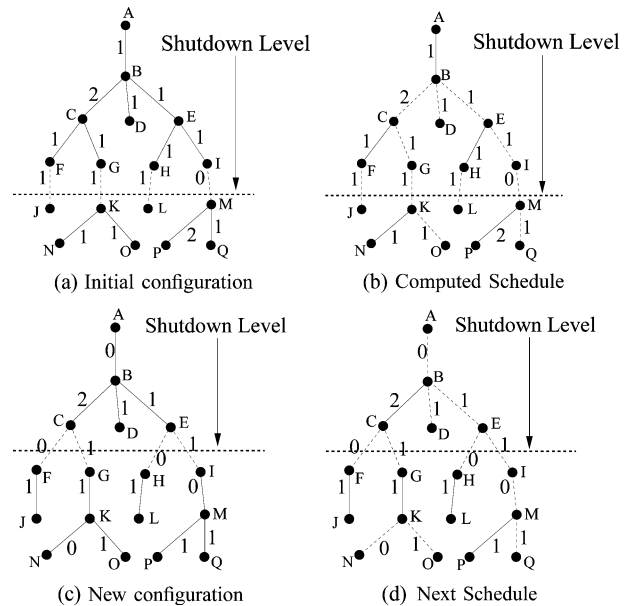 A
1
Shutdown Level
B
2 1 1
C D E
1 1 1 1
F G H I
1 1 1 0
J K L M
1 1 2 1
N O P Q
(a) Initial configuration
A
1
Shutdown Level
B
2 1 1
C D E
1 1 1 1
F G H I
1 1 1 0
J K L M
1 1 2 1
N O P Q
(b) Computed Schedule
A
Shutdown Level
0
B
2 1 1
C D E
0 1 0 1
F G H I
1 1 1 0
J K L M
0 1 1 1
N O P Q
(c) New configuration
A
Shutdown Level
0
B
2 1 1
C D E
0 1 0 1
F G H I
1 1 1 0
J K L M
0 1 1 1
N O P Q
(d) Next Schedule